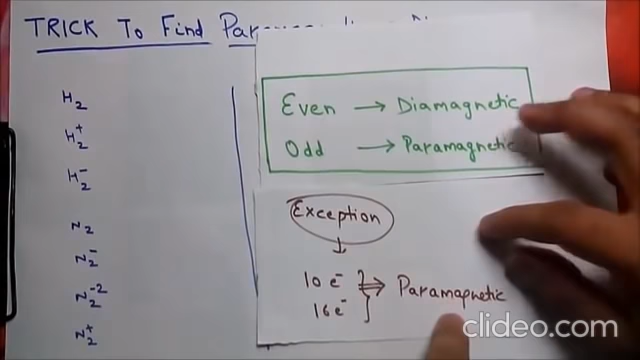 TRICK To Find
H₂
H₂⁺
H₂⁻
N₂
N₂⁻
N₂⁻²
N₂⁺
Even → Diamagnetic
Odd → Paramagnetic
Exception
↓
10 e⁻
16 e⁻
} ⇒ Paramagnetic
clideo.com